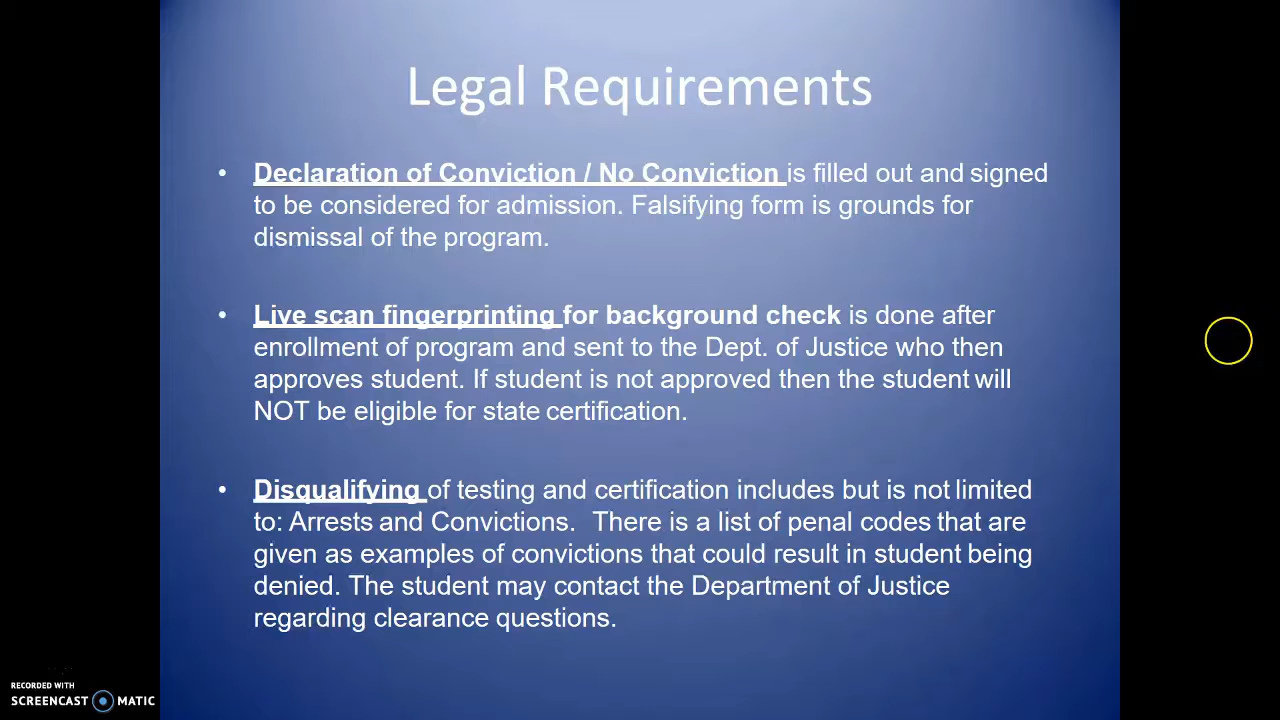 Legal Requirements
• Declaration of Conviction / No Conviction is filled out and signed
to be considered for admission. Falsifying form is grounds for
dismissal of the program.
• Live scan fingerprinting for background check is done after
enrollment of program and sent to the Dept. of Justice who then
approves student. If student is not approved then the student will
NOT be eligible for state certification.
• Disqualifying of testing and certification includes but is not limited
to: Arrests and Convictions. There is a list of penal codes that are
given as examples of convictions that could result in student being
denied. The student may contact the Department of Justice
regarding clearance questions.
RECORDED WITH
SCREENCAST MATIC